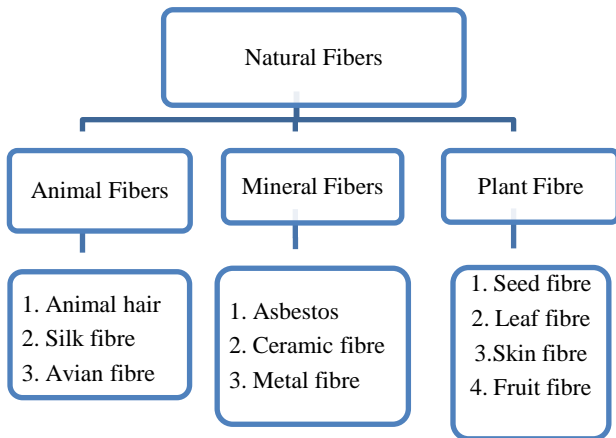 Natural Fibers
Animal Fibers
Mineral Fibers
Plant Fibre
1. Animal hair
2. Silk fibre
3. Avian fibre
1. Asbestos
2. Ceramic fibre
3. Metal fibre
1. Seed fibre
2. Leaf fibre
3.Skin fibre
4. Fruit fibre